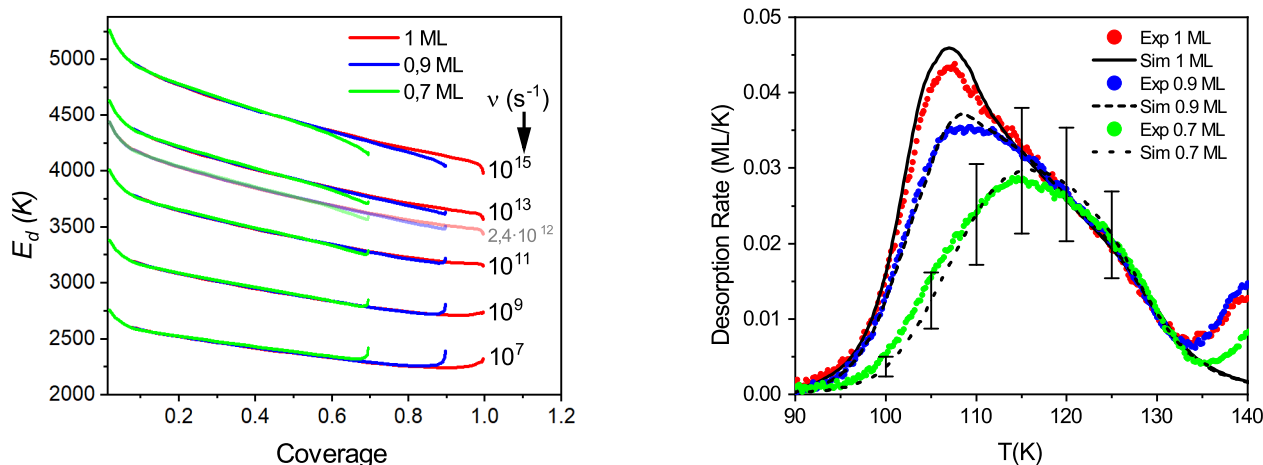 5000
4500
4000
3500
3000
2500
2000
E_d (K)
0.2
0.4
0.6
0.8
1.0
1.2
Coverage
1 ML
0,9 ML
0,7 ML
ν (s⁻¹)
10¹⁵
10¹³
2,4·10¹²
10¹¹
10⁹
10⁷
0.05
0.04
0.03
0.02
0.01
0.00
Desorption Rate (ML/K)
90
100
110
120
130
140
T(K)
Exp 1 ML
Sim 1 ML
Exp 0.9 ML
Sim 0.9 ML
Exp 0.7 ML
Sim 0.7 ML